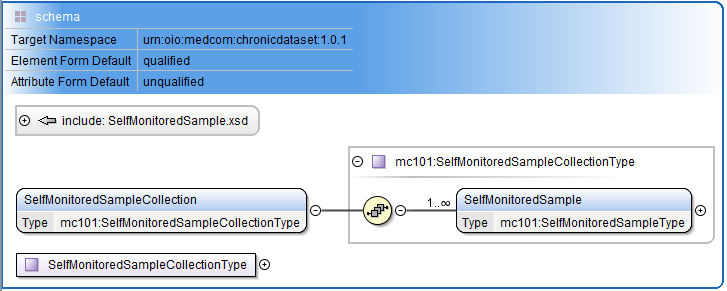 schema
Target Namespace urn:oio:medcom:chronicdataset:1.0.1
Element Form Default qualified
Attribute Form Default unqualified
include: SelfMonitoredSample.xsd
mc101:SelfMonitoredSampleCollectionType
SelfMonitoredSampleCollection
Type mc101:SelfMonitoredSampleCollectionType
1..∞
SelfMonitoredSample
Type mc101:SelfMonitoredSampleType
SelfMonitoredSampleCollectionType